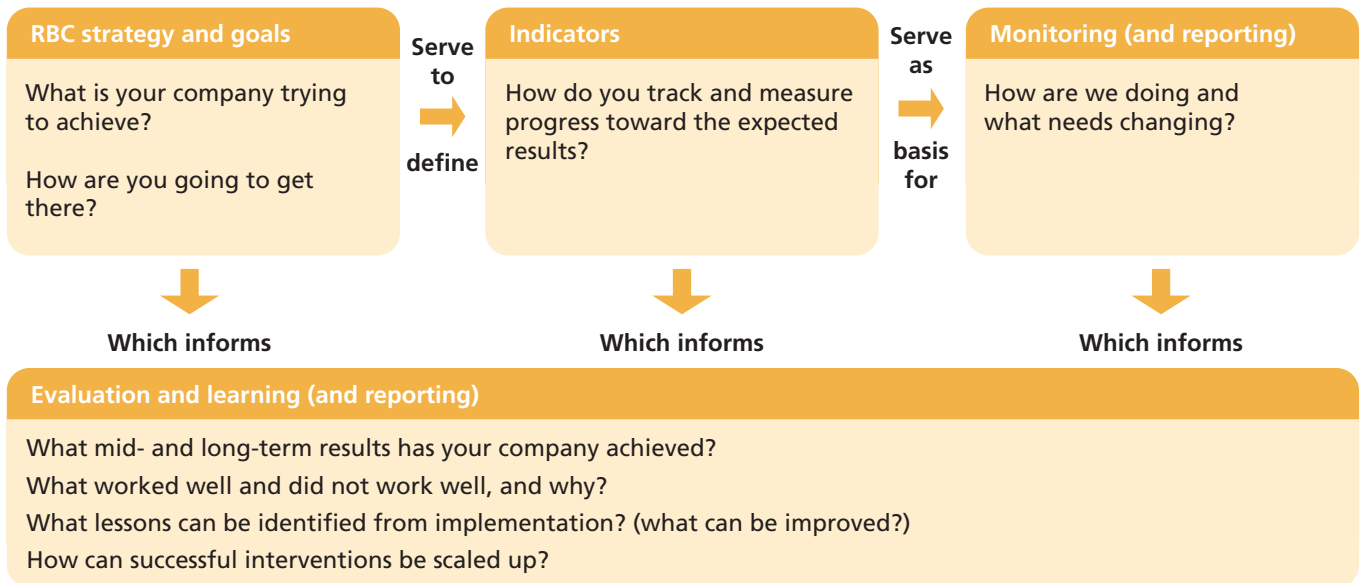 RBC strategy and goals
What is your company trying
to achieve?
How are you going to get
there?
Serve
to
define
Indicators
How do you track and measure
progress toward the expected
results?
Serve
as
basis
for
Monitoring (and reporting)
How are we doing and
what needs changing?
Which informs
Which informs
Which informs
Evaluation and learning (and reporting)
What mid- and long-term results has your company achieved?
What worked well and did not work well, and why?
What lessons can be identified from implementation? (what can be improved?)
How can successful interventions be scaled up?